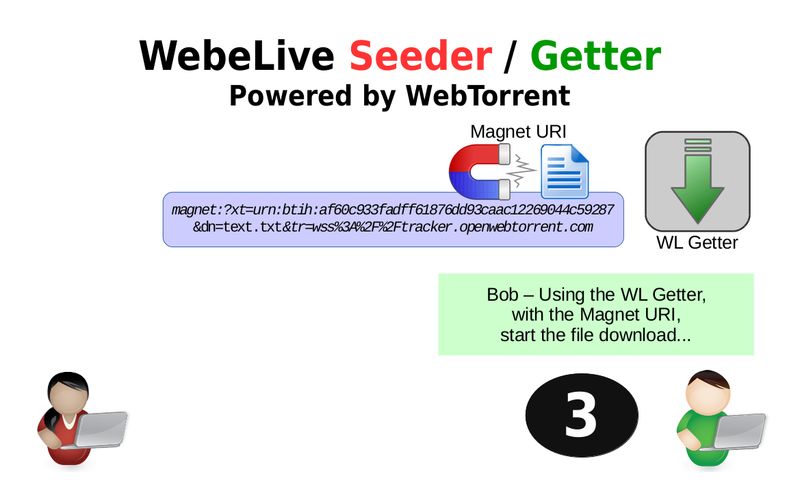 WebeLive Seeder / Getter
Powered by WebTorrent
Magnet URI
magnet:?xt=urn:btih:af60c933fadff61876dd93caac12269044c59287
&dn=text.txt&tr=wss%3A%2F%2Ftracker.openwebtorrent.com
WL Getter
Bob – Using the WL Getter,
with the Magnet URI,
start the file download...
3